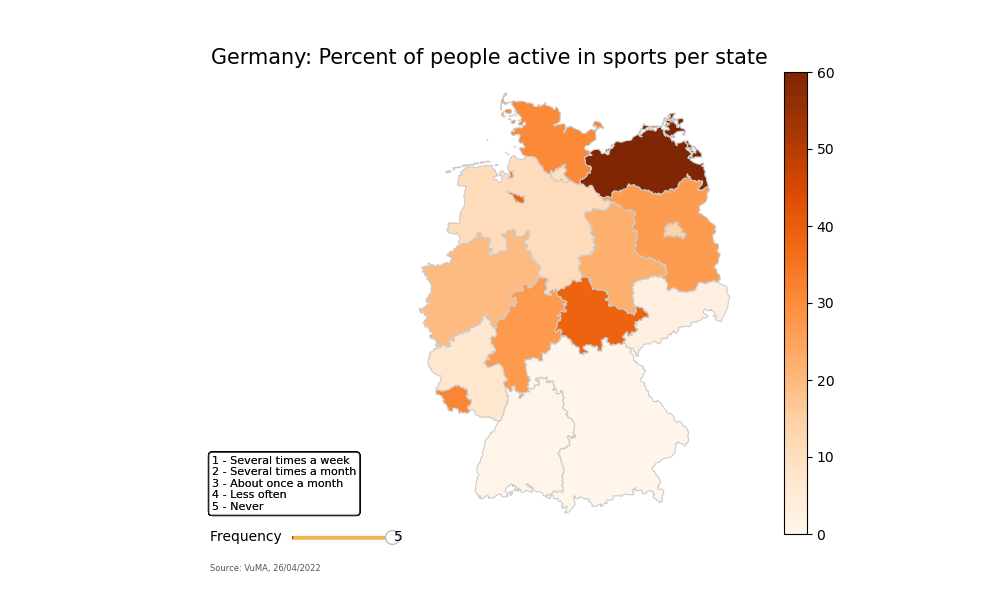 Germany: Percent of people active in sports per state
60
50
40
30
20
10
0
1 - Several times a week
2 - Several times a month
3 - About once a month
4 - Less often
5 - Never
Frequency 5
Source: VuMA, 26/04/2022